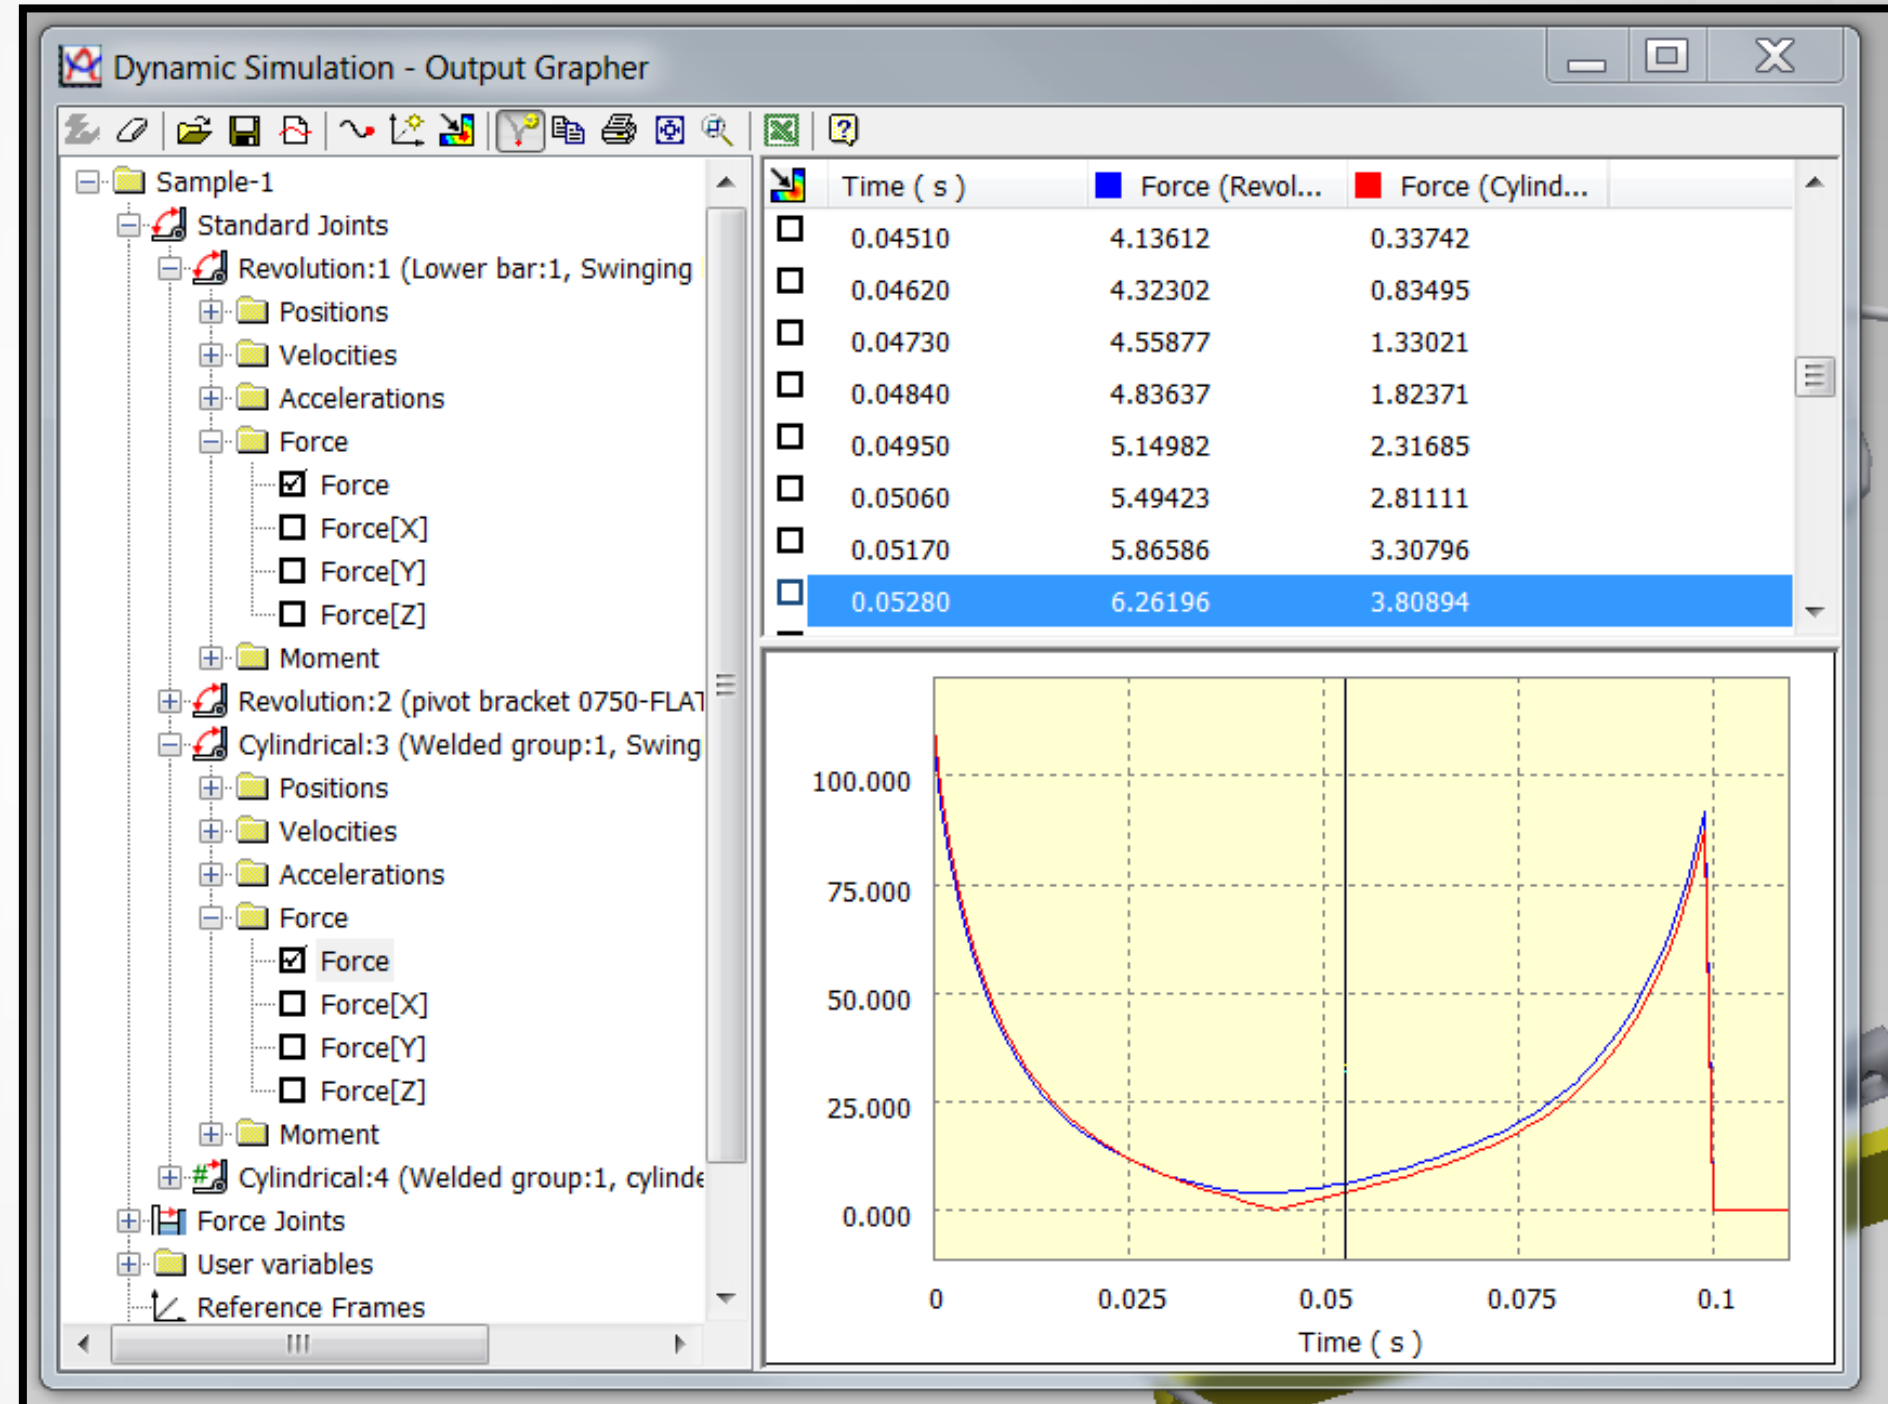 Dynamic Simulation - Output Grapher
Sample-1
Standard Joints
Revolution:1 (Lower bar:1, Swinging
Positions
Velocities
Accelerations
Force
Force
Force[X]
Force[Y]
Force[Z]
Moment
Revolution:2 (pivot bracket 0750-FLAT
Cylindrical:3 (Welded group:1, Swing
Positions
Velocities
Accelerations
Force
Force
Force[X]
Force[Y]
Force[Z]
Moment
Cylindrical:4 (Welded group:1, cylinde
Force Joints
User variables
Reference Frames
Time ( s ) Force (Revol... Force (Cylind...
0.04510 4.13612 0.33742
0.04620 4.32302 0.83495
0.04730 4.55877 1.33021
0.04840 4.83637 1.82371
0.04950 5.14982 2.31685
0.05060 5.49423 2.81111
0.05170 5.86586 3.30796
0.05280 6.26196 3.80894
100.000
75.000
50.000
25.000
0.000
0 0.025 0.05 0.075 0.1
Time ( s )